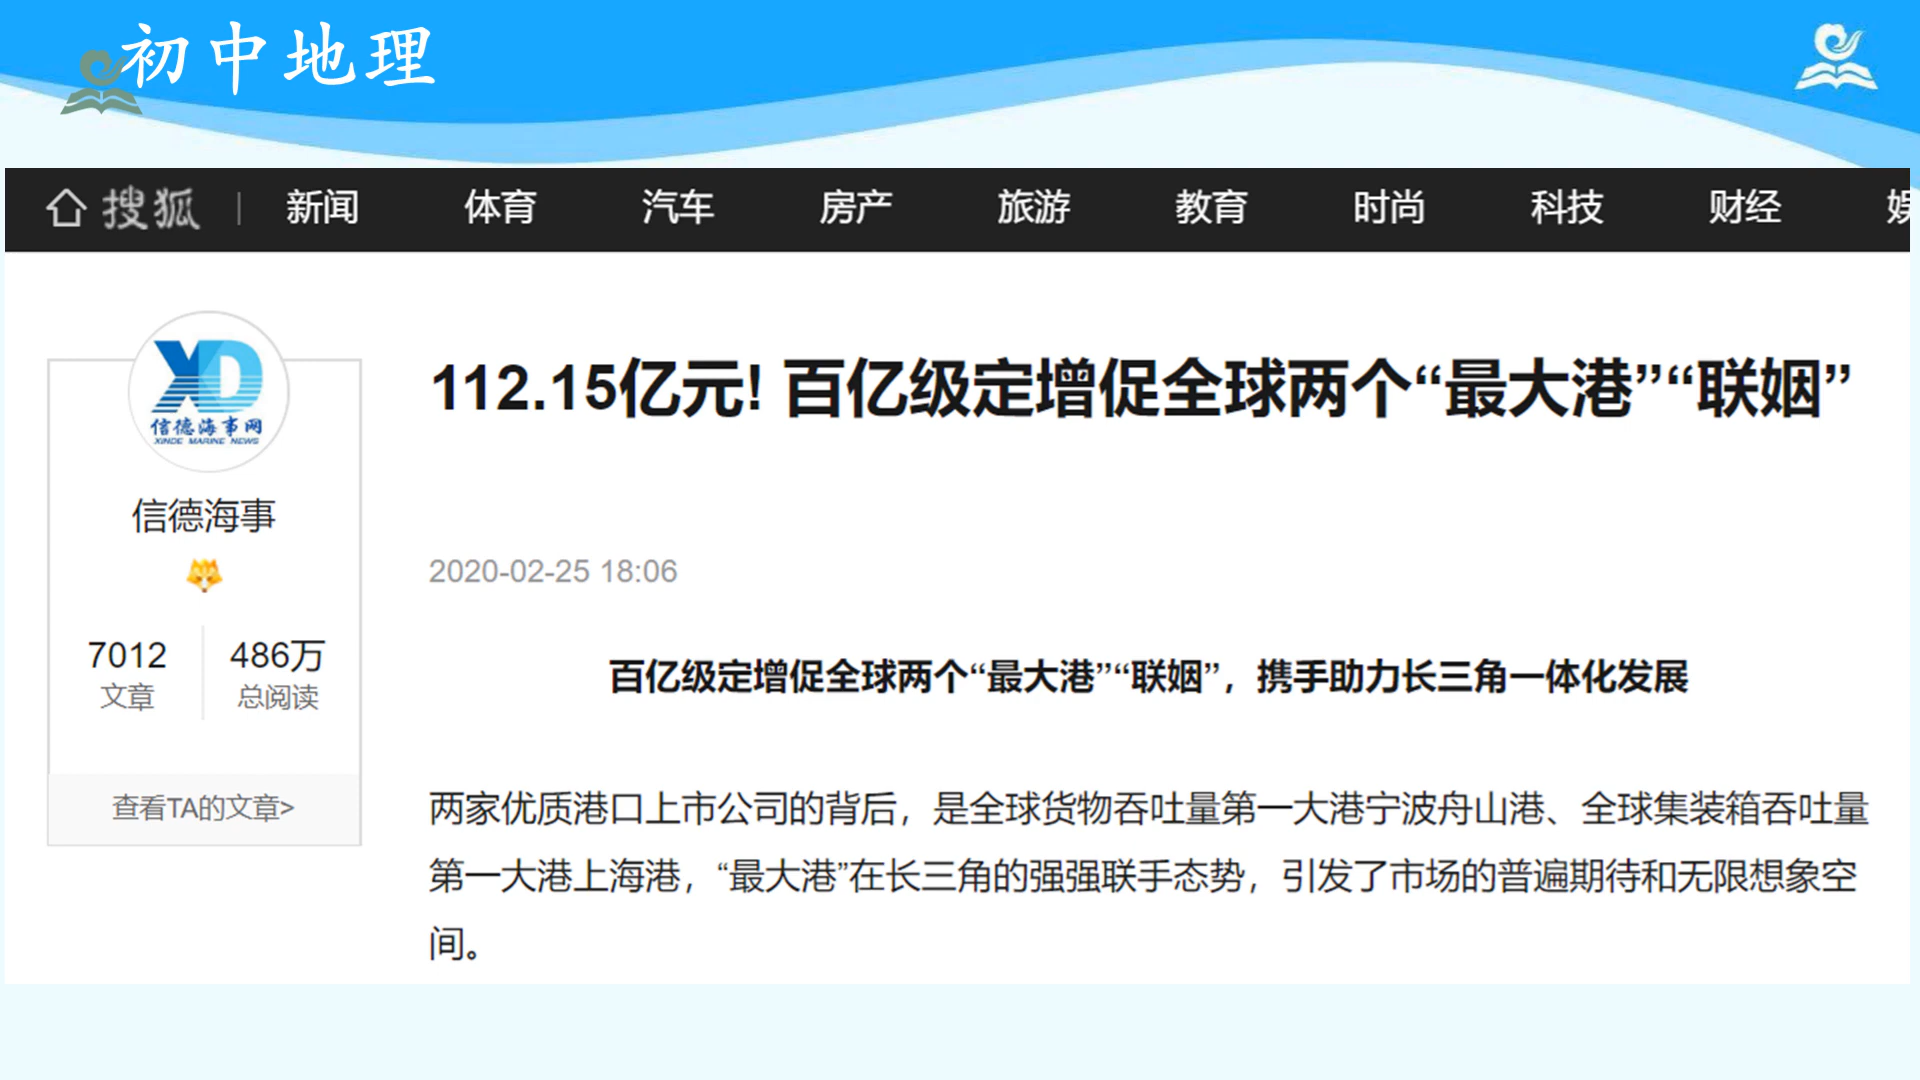 初中地理
搜狐 | 新闻 体育 汽车 房产 旅游 教育 时尚 科技 财经
XD
信德海事网
XINDE MARINE NEWS
信德海事
7012 486万
文章 总阅读
查看TA的文章>
112.15亿元! 百亿级定增促全球两个“最大港”“联姻”
2020-02-25 18:06
百亿级定增促全球两个“最大港”“联姻”，携手助力长三角一体化发展
两家优质港口上市公司的背后，是全球货物吞吐量第一大港宁波舟山港、全球集装箱吞吐量
第一大港上海港，“最大港”在长三角的强强联手态势，引发了市场的普遍期待和无限想象空
间。